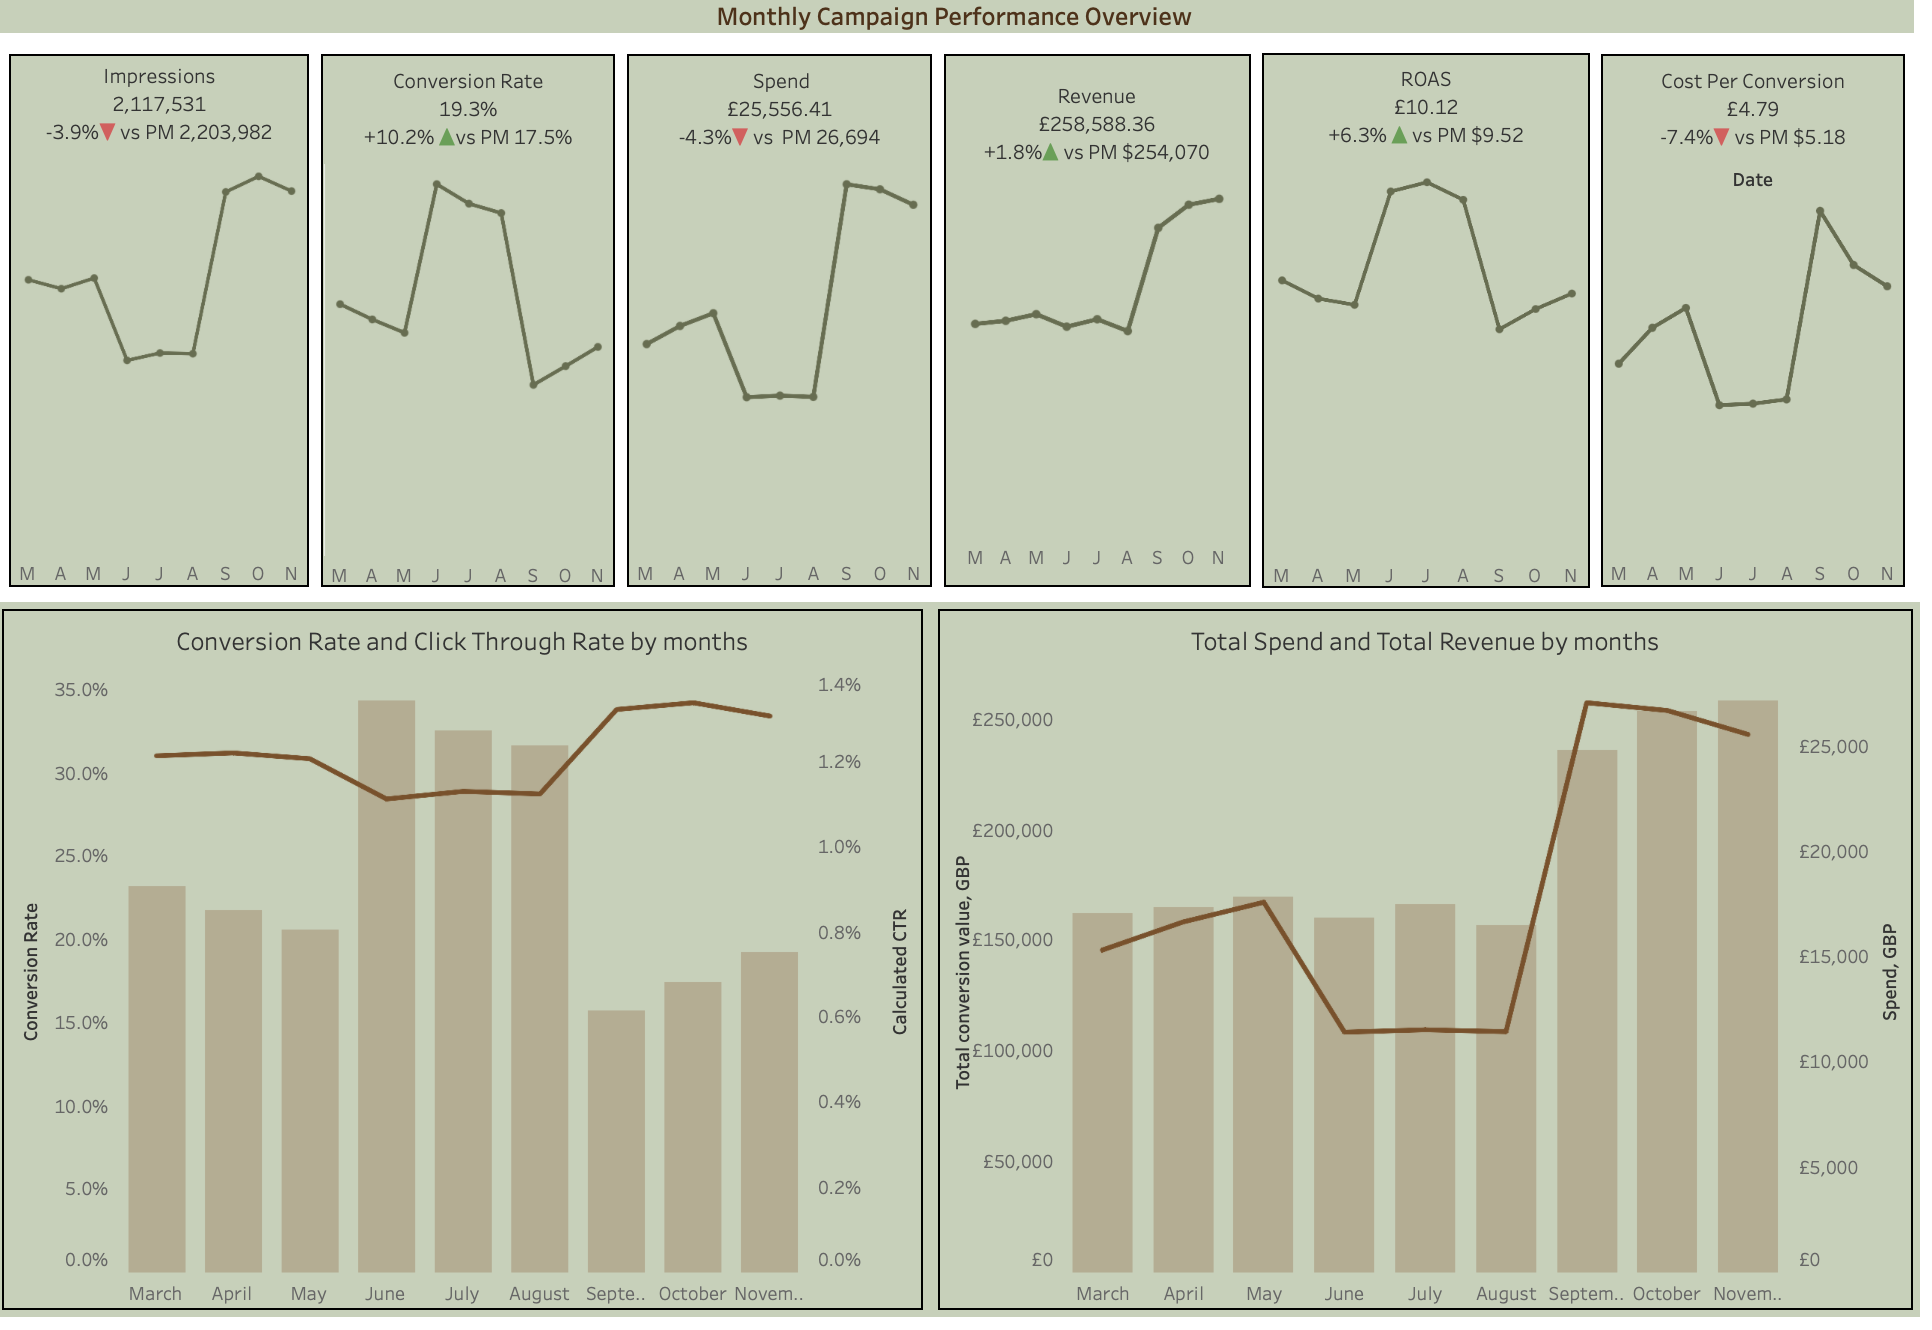 Monthly Campaign Performance Overview
Impressions
2,117,531
-3.9%▼ vs PM 2,203,982
M A M J J A S O N
Conversion Rate
19.3%
+10.2% ▲vs PM 17.5%
M A M J J A S O N
Spend
£25,556.41
-4.3%▼ vs PM 26,694
M A M J J A S O N
Revenue
£258,588.36
+1.8%▲ vs PM $254,070
M A M J J A S O N
ROAS
£10.12
+6.3% ▲ vs PM $9.52
M A M J J A S O N
Cost Per Conversion
£4.79
-7.4%▼ vs PM $5.18
Date
M A M J J A S O N
Conversion Rate and Click Through Rate by months
Conversion Rate
35.0%
30.0%
25.0%
20.0%
15.0%
10.0%
5.0%
0.0%
1.4%
1.2%
1.0%
0.8%
0.6%
0.4%
0.2%
0.0%
Calculated CTR
March April May June July August Septe.. October Novem..
Total Spend and Total Revenue by months
Total conversion value, GBP
£250,000
£200,000
£150,000
£100,000
£50,000
£0
£25,000
£20,000
£15,000
£10,000
£5,000
£0
Spend, GBP
March April May June July August Septem.. October Novem..